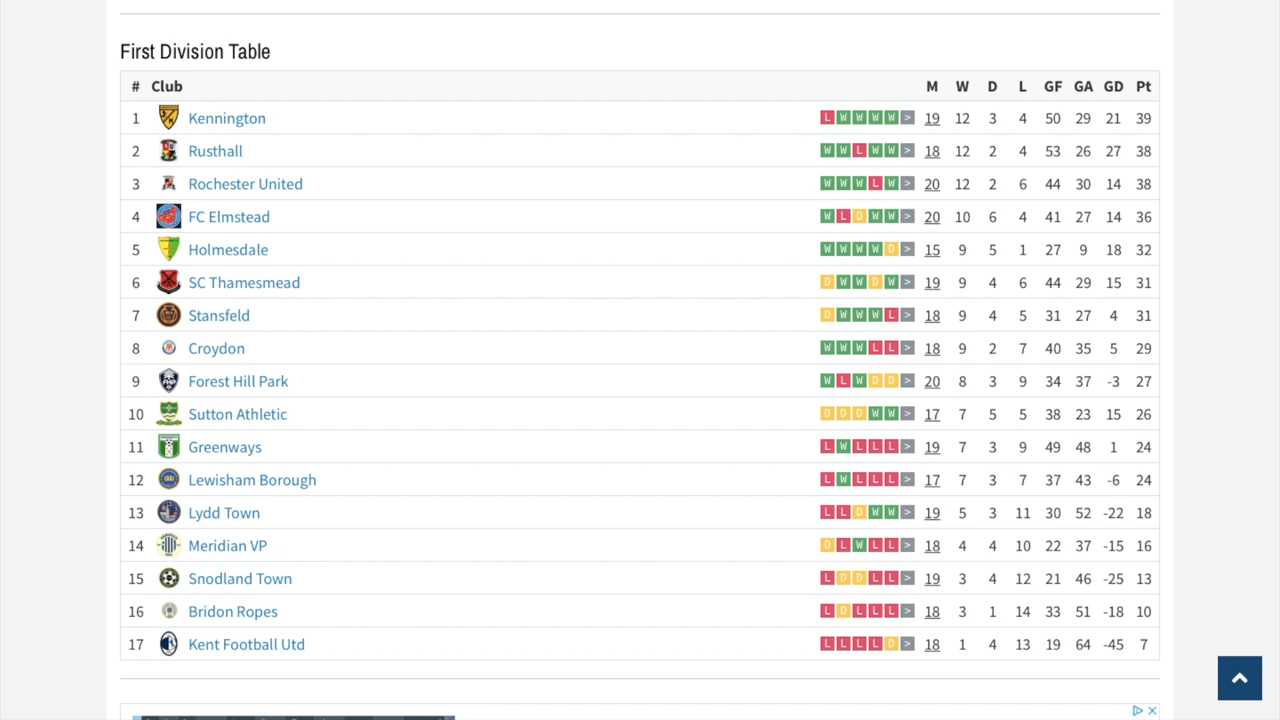 First Division Table
# Club M W D L GF GA GD Pt
1 Kennington L W W W W > 19 12 3 4 50 29 21 39
2 Rusthall W W L W W > 18 12 2 4 53 26 27 38
3 Rochester United W W W L W > 20 12 2 6 44 30 14 38
4 FC Elmstead W L D W W > 20 10 6 4 41 27 14 36
5 Holmesdale W W W W D > 15 9 5 1 27 9 18 32
6 SC Thamesmead D W W D W > 19 9 4 6 44 29 15 31
7 Stansfeld D W W W L > 18 9 4 5 31 27 4 31
8 Croydon W W W L L > 18 9 2 7 40 35 5 29
9 Forest Hill Park W L W D D > 20 8 3 9 34 37 -3 27
10 Sutton Athletic D D D W W > 17 7 5 5 38 23 15 26
11 Greenways L W L L L > 19 7 3 9 49 48 1 24
12 Lewisham Borough L W L L L > 17 7 3 7 37 43 -6 24
13 Lydd Town L L D W W > 19 5 3 11 30 52 -22 18
14 Meridian VP D L W L L > 18 4 4 10 22 37 -15 16
15 Snodland Town L D D L L > 19 3 4 12 21 46 -25 13
16 Bridon Ropes L D L L L > 18 3 1 14 33 51 -18 10
17 Kent Football Utd L L L L D > 18 1 4 13 19 64 -45 7